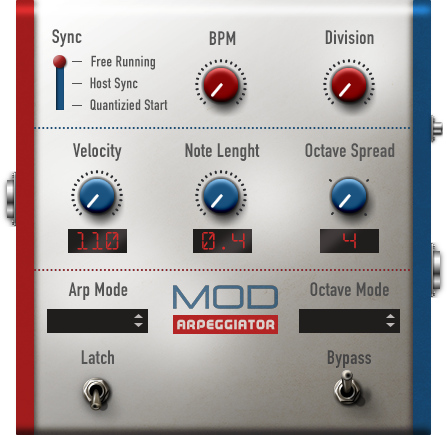 Sync
BPM
Division
Free Running
Host Sync
Quantizied Start
Velocity
Note Lenght
Octave Spread
110
0.4
4
Arp Mode
MOD
ARPEGGIATOR
Octave Mode
Latch
Bypass